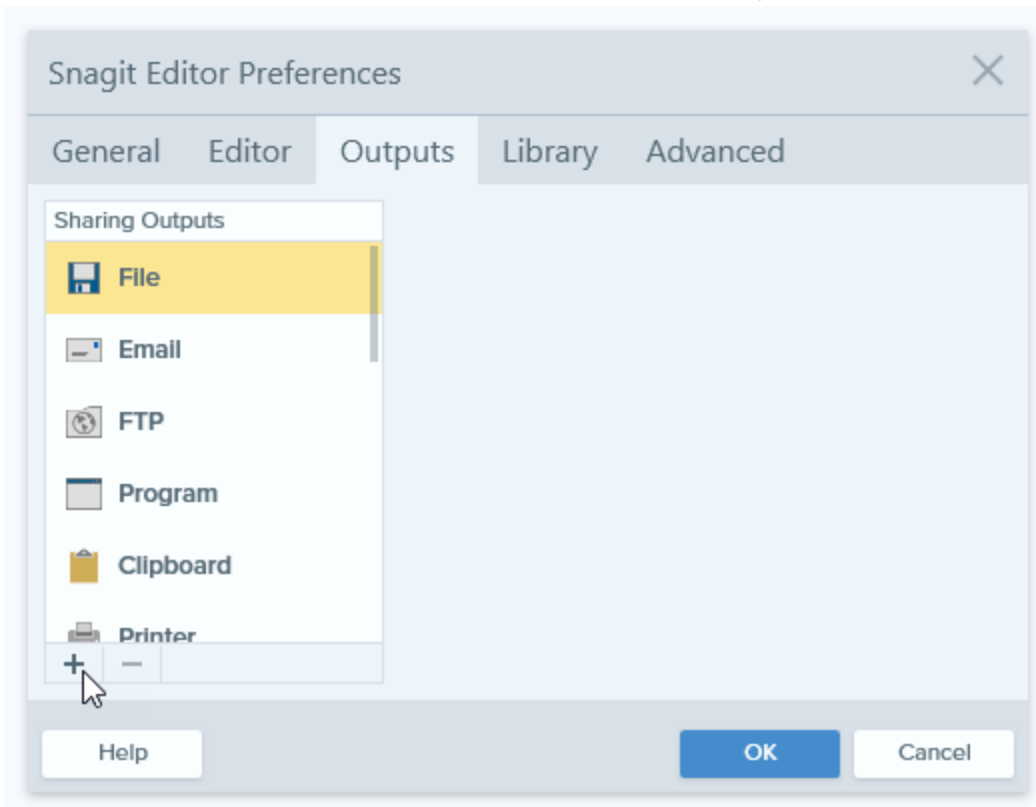 Snagit Editor Preferences
General Editor Outputs Library Advanced
Sharing Outputs
File
Email
FTP
Program
Clipboard
Printer
Help OK Cancel